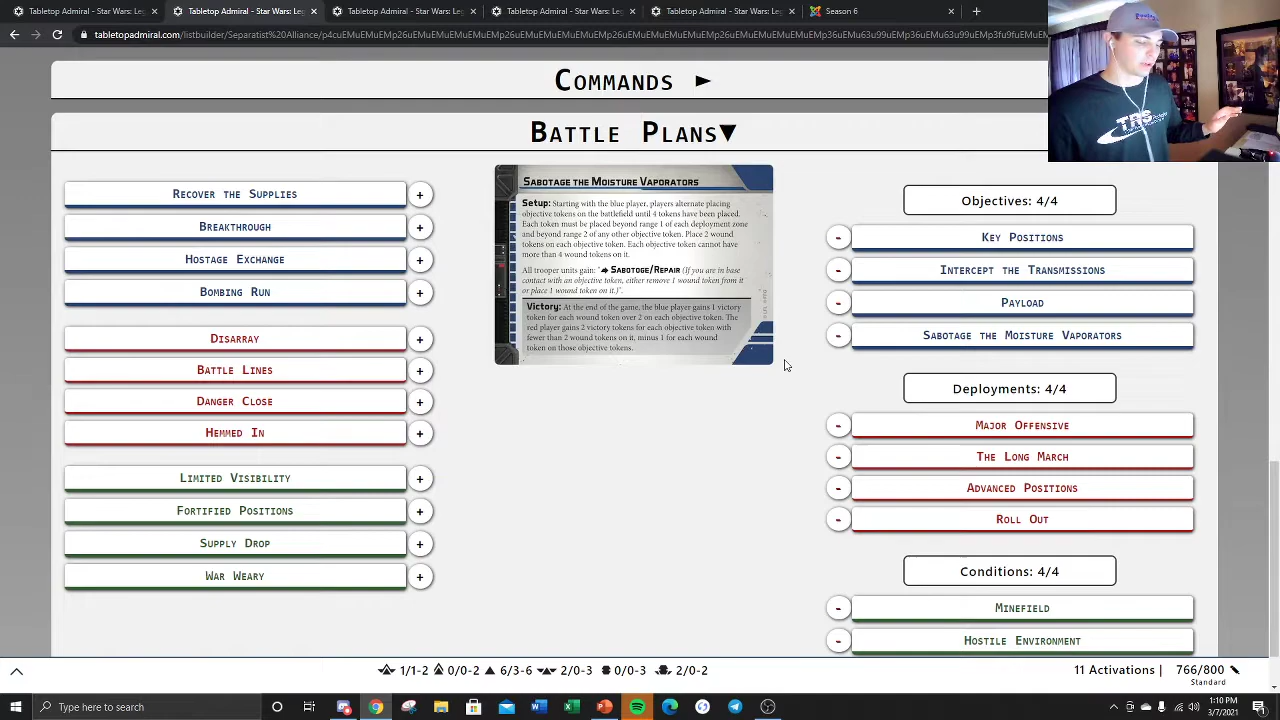 Tabletop Admiral - Star Wars: Leg
Tabletop Admiral - Star Wars: Leg
Tabletop Admiral - Star Wars: Leg
Tabletop Admiral - Star Wars: Leg
Tabletop Admiral - Star Wars: Leg
Season 6
Commands
Battle Plans
Recover the Supplies
Breakthrough
Hostage Exchange
Bombing Run
Disarray
Battle Lines
Danger Close
Hemmed In
Limited Visibility
Fortified Positions
Supply Drop
War Weary
Sabotage the Moisture Vaporators
Setup: Starting with the blue player, players alternate placing
objective tokens on the battlefield until 4 tokens have been placed.
Each token must be placed beyond range 1 of each deployment zone
and beyond range 2 of any other objective token. Place 2 wound
tokens on each objective token. Each objective token cannot have
more than 4 wound tokens on it.
All trooper units gain: "Sabotoge/Repair (If you are in base
contact with an objective token, either remove 1 wound token from it
or place 1 wound token on it.)".
Victory: At the end of the game, the blue player gains 1 victory
token for each wound token over 2 on each objective token. The
red player gains 2 victory tokens for each objective token with
fewer than 2 wound tokens on it, minus 1 for each wound
token on those objective tokens.
Objectives: 4/4
Key Positions
Intercept the Transmissions
Payload
Sabotage the Moisture Vaporators
Deployments: 4/4
Major Offensive
The Long March
Advanced Positions
Roll Out
Conditions: 4/4
Minefield
Hostile Environment
TRS
1/1-2 0/0-2 6/3-6 2/0-3 0/0-3 2/0-2
11 Activations | 766/800
Standard
Type here to search
1:10 PM
3/7/2021